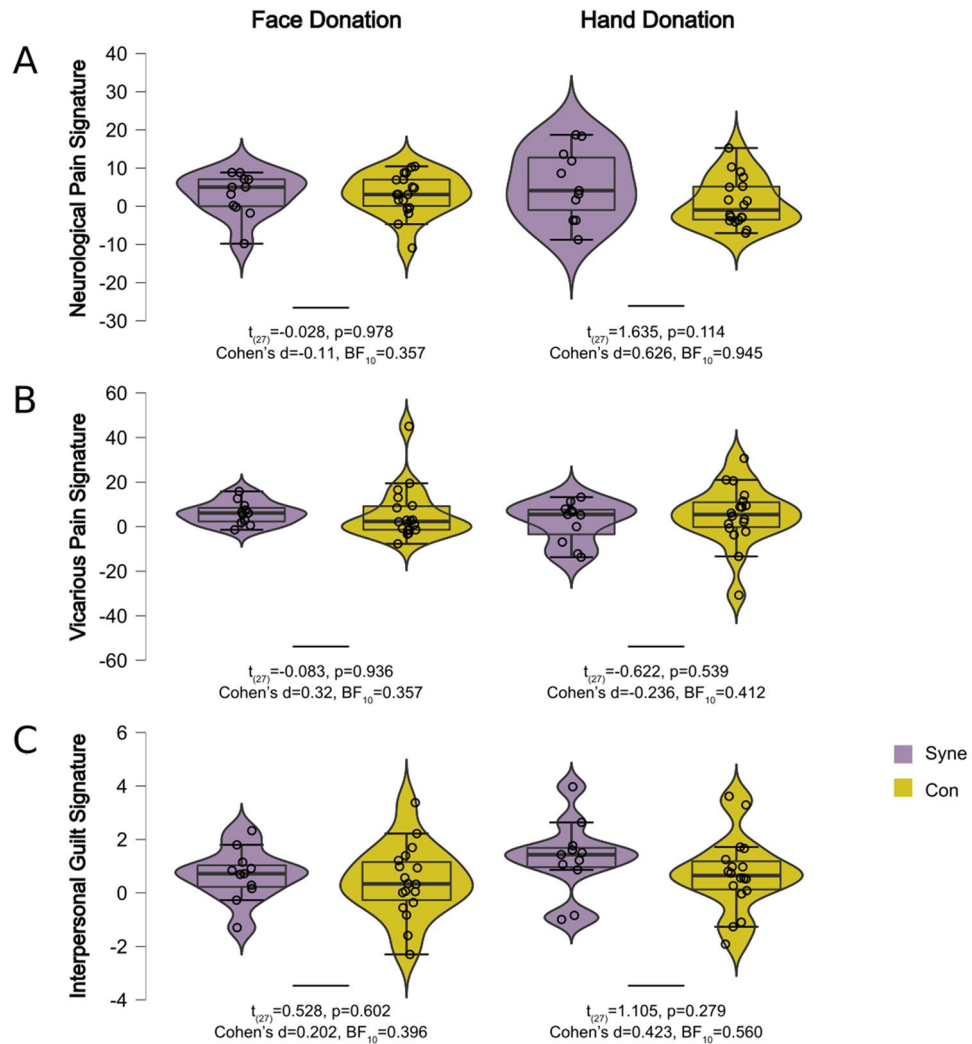 Face Donation
Hand Donation
A
Neurological Pain Signature
40
30
20
10
0
-10
-20
-30
t(27)=-0.028, p=0.978
Cohen's d=-0.11, BF10=0.357
t(27)=1.635, p=0.114
Cohen's d=0.626, BF10=0.945
B
Vicarious Pain Signature
60
40
20
0
-20
-40
-60
t(27)=-0.083, p=0.936
Cohen's d=0.32, BF10=0.357
t(27)=-0.622, p=0.539
Cohen's d=-0.236, BF10=0.412
C
Interpersonal Guilt Signature
6
4
2
0
-2
-4
Syne
Con
t(27)=0.528, p=0.602
Cohen's d=0.202, BF10=0.396
t(27)=1.105, p=0.279
Cohen's d=0.423, BF10=0.560